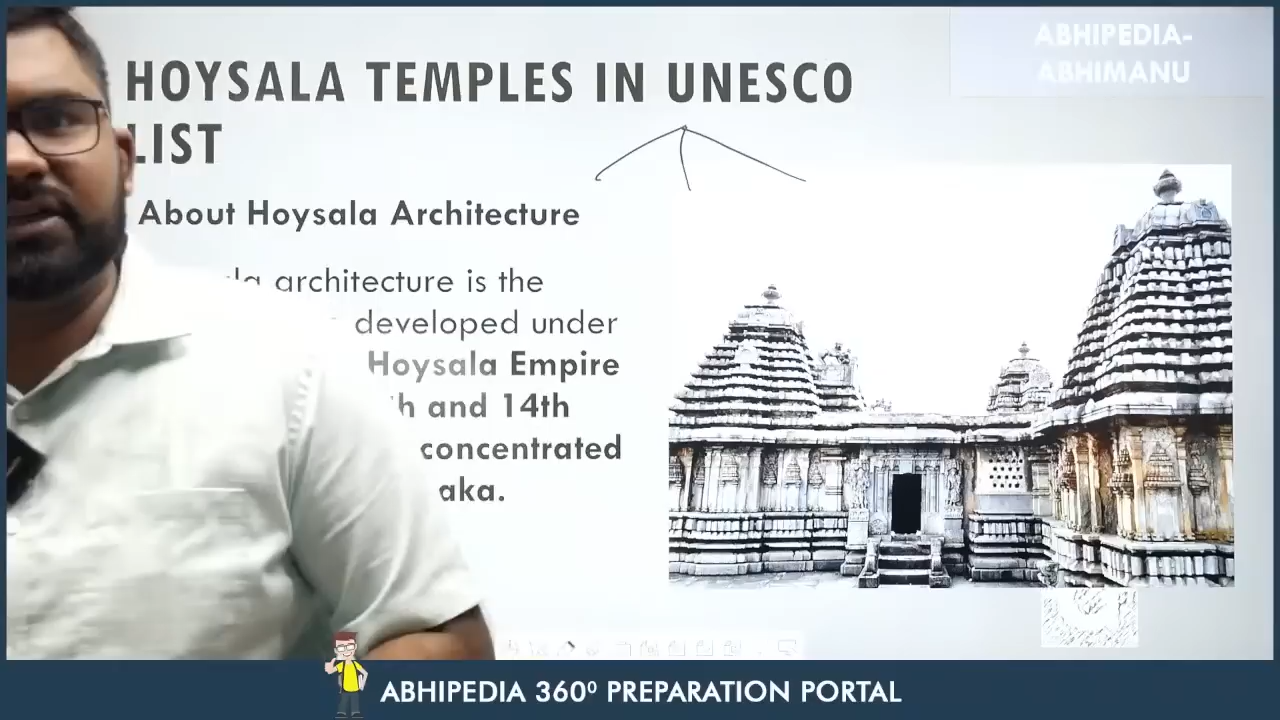 ABHIPEDIA-
ABHIMANU
HOYSALA TEMPLES IN UNESCO
LIST
About Hoysala Architecture
architecture is the
developed under
Hoysala Empire
and 14th
concentrated
ABHIPEDIA 360⁰ PREPARATION PORTAL